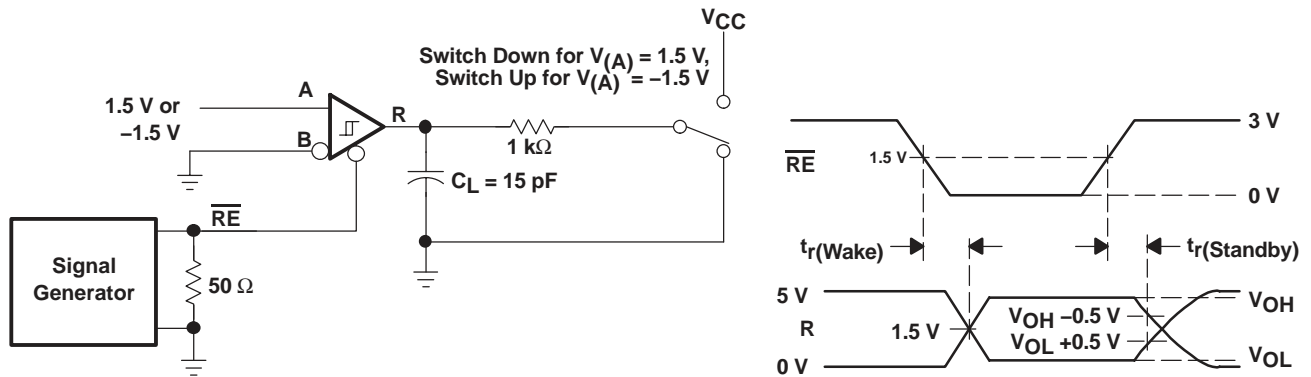 VCC
Switch Down for V(A) = 1.5 V,
Switch Up for V(A) = –1.5 V
A
1.5 V or
–1.5 V
R
B
1 kΩ
CL = 15 pF
RE
Signal
Generator
50 Ω
3 V
1.5 V
RE
0 V
tr(Wake)
tr(Standby)
5 V
VOH
VOH –0.5 V
R
1.5 V
VOL +0.5 V
0 V
VOL